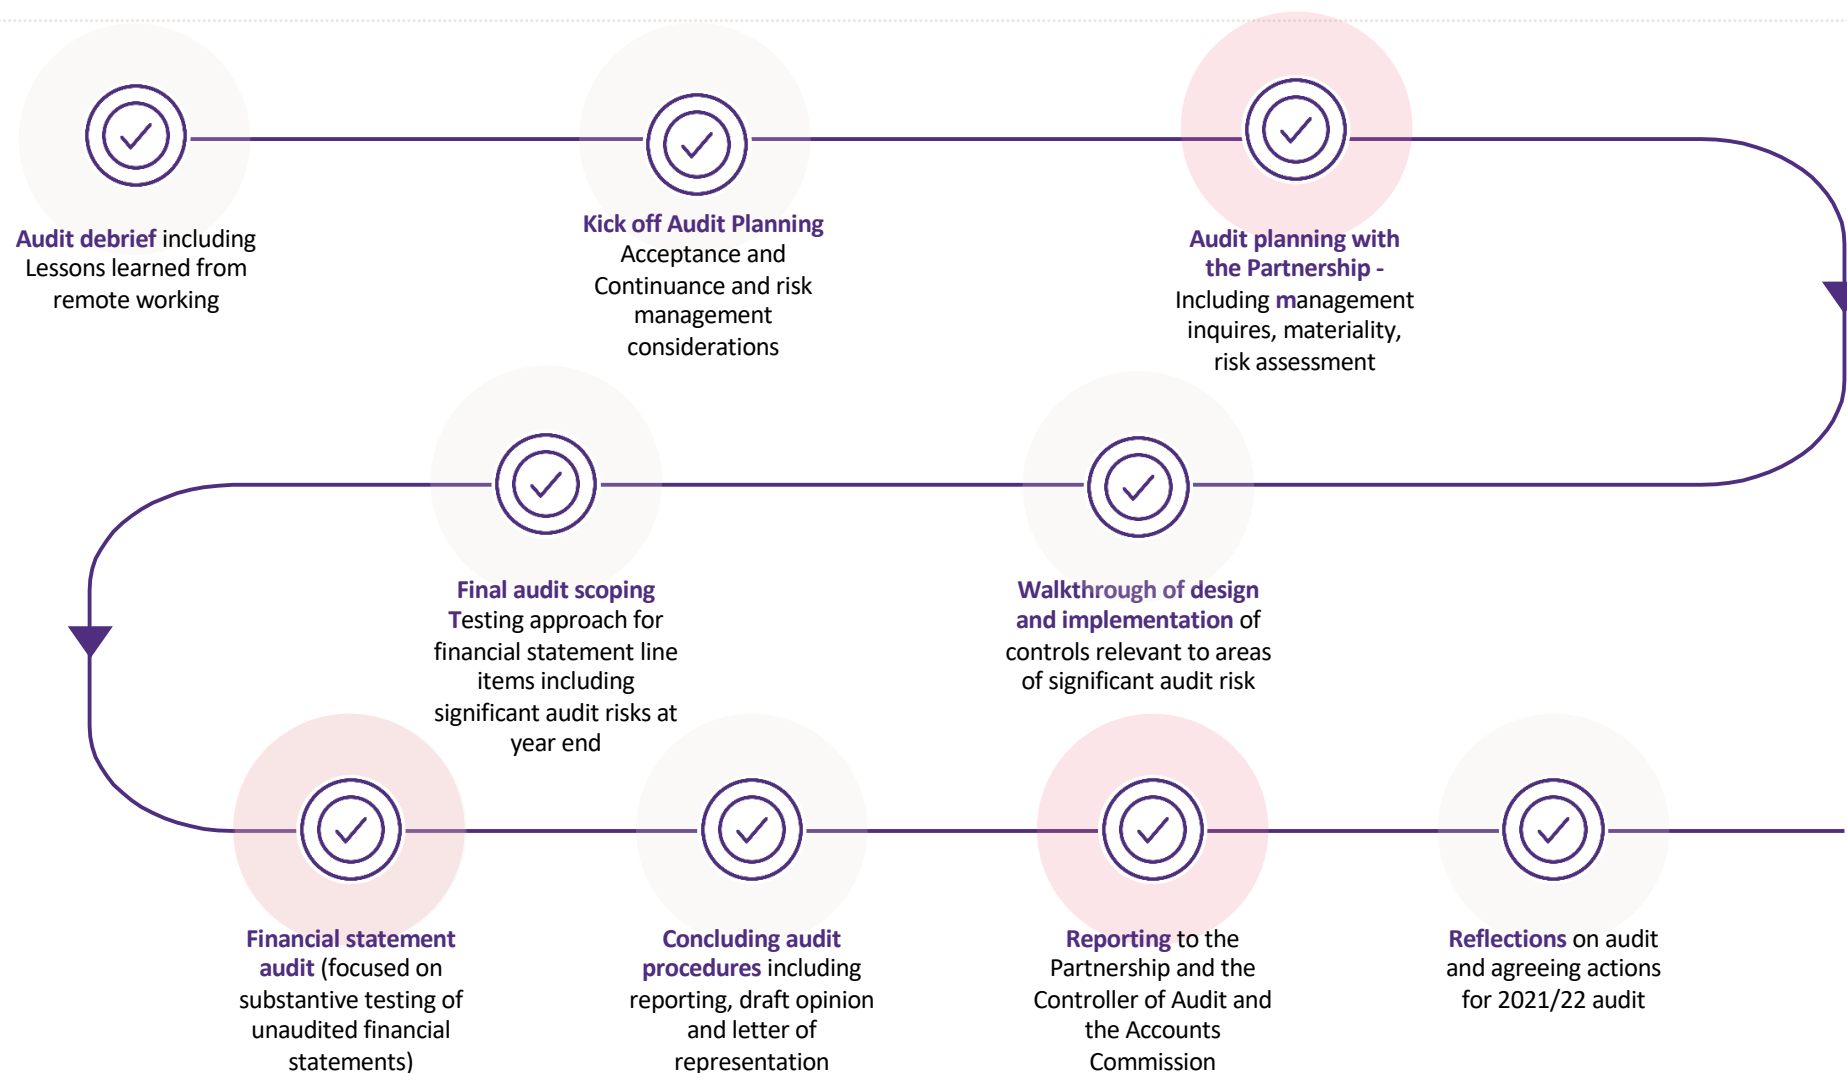 Audit debrief including
Lessons learned from
remote working
Kick off Audit Planning
Acceptance and
Continuance and risk
management
considerations
Audit planning with
the Partnership -
Including management
inquires, materiality,
risk assessment
Walkthrough of design
and implementation of
controls relevant to areas
of significant audit risk
Final audit scoping
Testing approach for
financial statement line
items including
significant audit risks at
year end
Financial statement
audit (focused on
substantive testing of
unaudited financial
statements)
Concluding audit
procedures including
reporting, draft opinion
and letter of
representation
Reporting to the
Partnership and the
Controller of Audit and
the Accounts
Commission
Reflections on audit
and agreeing actions
for 2021/22 audit